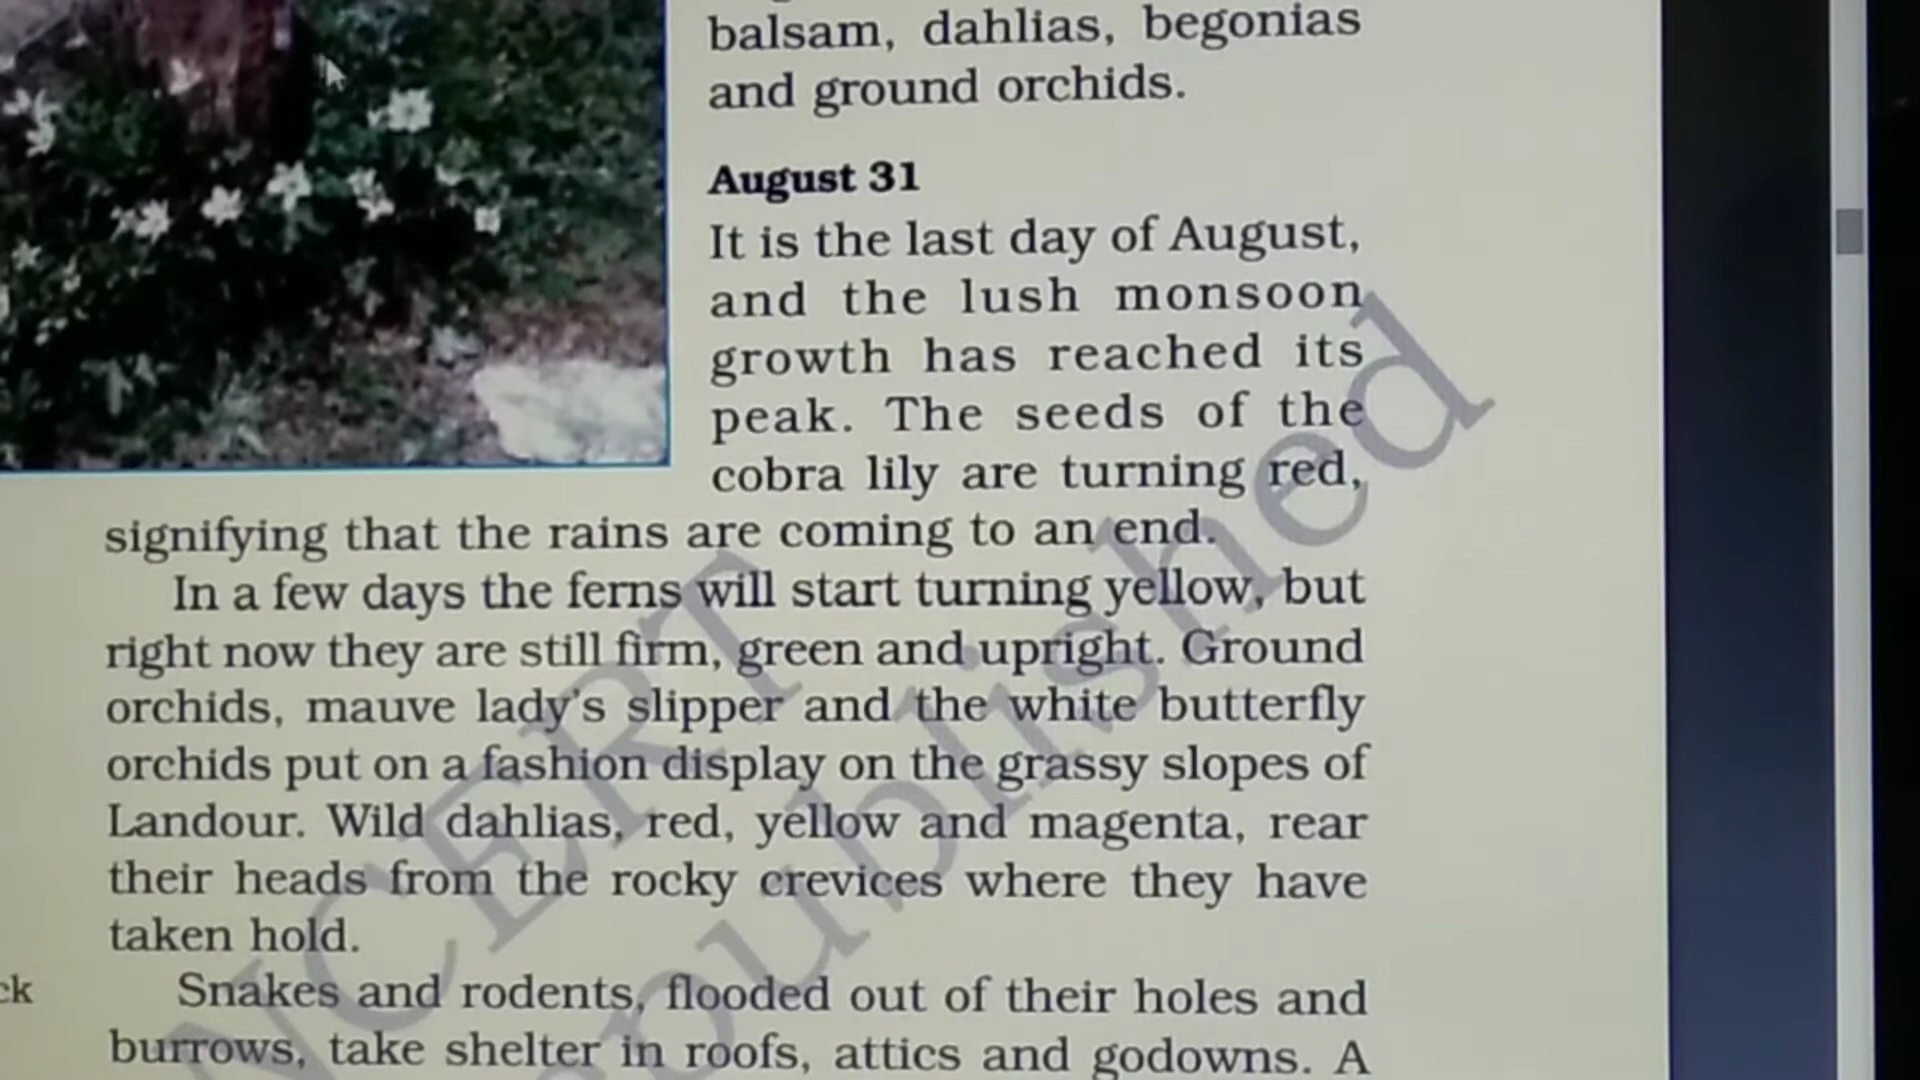 balsam, dahlias, begonias
and ground orchids.
August 31
It is the last day of August,
and the lush monsoon
growth has reached its
peak. The seeds of the
cobra lily are turning red,
signifying that the rains are coming to an end.
In a few days the ferns will start turning yellow, but
right now they are still firm, green and upright. Ground
orchids, mauve lady's slipper and the white butterfly
orchids put on a fashion display on the grassy slopes of
Landour. Wild dahlias, red, yellow and magenta, rear
their heads from the rocky crevices where they have
taken hold.
Snakes and rodents, flooded out of their holes and
burrows, take shelter in roofs, attics and godowns. A
NCERT
published